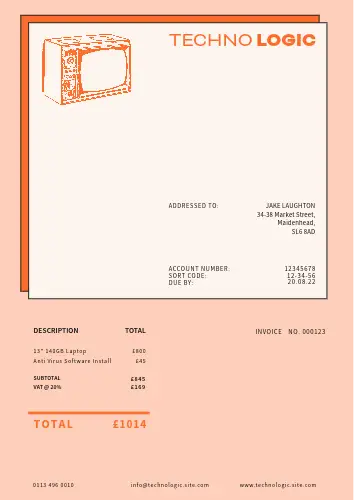 TECHNO LOGIC
ADDRESSED TO: JAKE LAUGHTON
34-38 Market Street,
Maidenhead,
SL6 8AD
ACCOUNT NUMBER: 12345678
SORT CODE: 12-34-56
DUE BY: 20.08.22
INVOICE NO. 000123
DESCRIPTION TOTAL
13" 140GB Laptop £800
Anti Virus Software Install £45
SUBTOTAL £845
VAT @ 20% £169
TOTAL £1014
0113 496 0010 info@technologic.site.com www.technologic.site.com